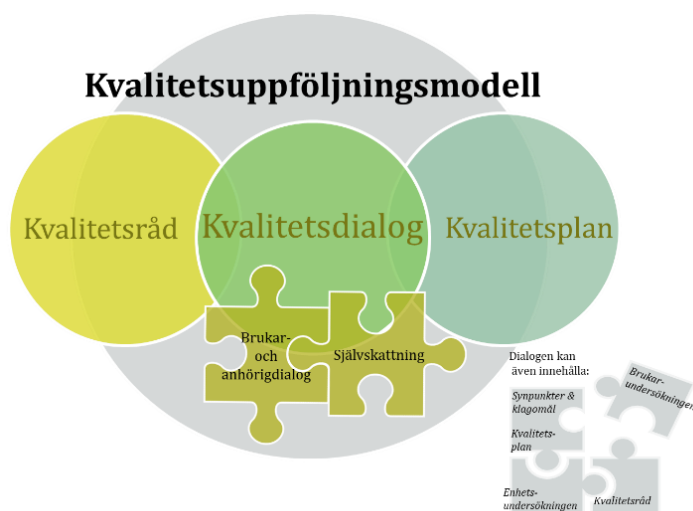 Kvalitetsuppföljningsmodell
Kvalitetsråd
Kvalitetsdialog
Kvalitetsplan
Brukar-
och
anhörigdialog
Självskattning
Dialogen kan
även innehålla:
Synpunkter &
klagomål
Kvalitets-
plan
Brukar-
undersökningen
Enhets-
undersökningen
Kvalitetsråd